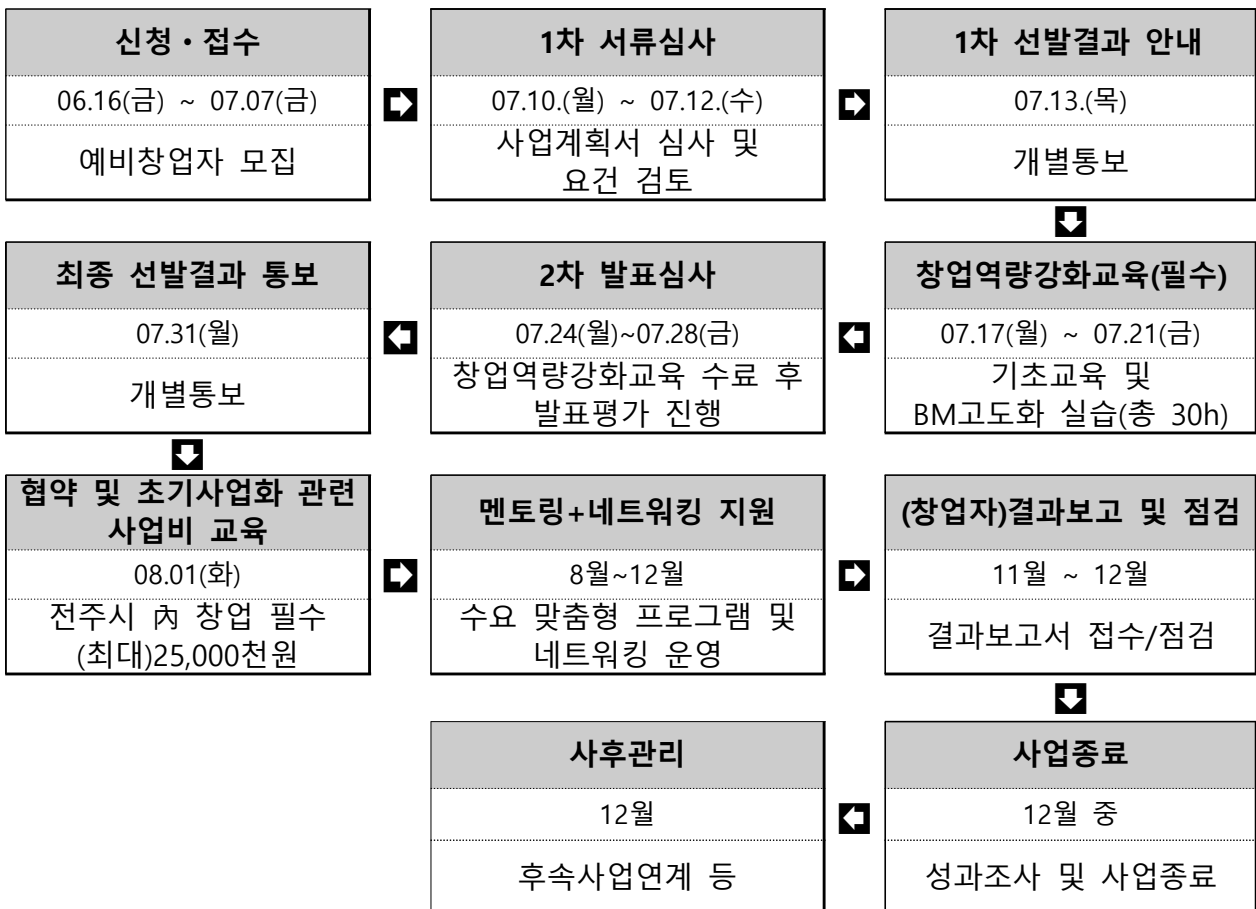 신청・접수
06.16(금) ~ 07.07(금)
예비창업자 모집
1차 서류심사
07.10.(월) ~ 07.12.(수)
사업계획서 심사 및
요건 검토
1차 선발결과 안내
07.13.(목)
개별통보
창업역량강화교육(필수)
07.17(월) ~ 07.21(금)
기초교육 및
BM고도화 실습(총 30h)
2차 발표심사
07.24(월)~07.28(금)
창업역량강화교육 수료 후
발표평가 진행
최종 선발결과 통보
07.31(월)
개별통보
협약 및 초기사업화 관련
사업비 교육
08.01(화)
전주시 內 창업 필수
(최대)25,000천원
멘토링+네트워킹 지원
8월~12월
수요 맞춤형 프로그램 및
네트워킹 운영
(창업자)결과보고 및 점검
11월 ~ 12월
결과보고서 접수/점검
사업종료
12월 중
성과조사 및 사업종료
사후관리
12월
후속사업연계 등